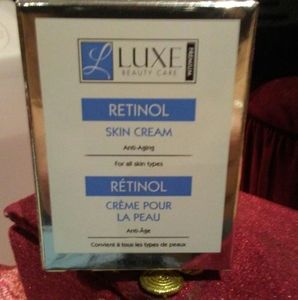 L LUXE
BEAUTY CARE
PREMIUM
RETINOL
SKIN CREAM
Anti-Aging
For all skin types
RÉTINOL
CRÈME POUR
LA PEAU
Anti-Âge
Convient à tous les types de peaux